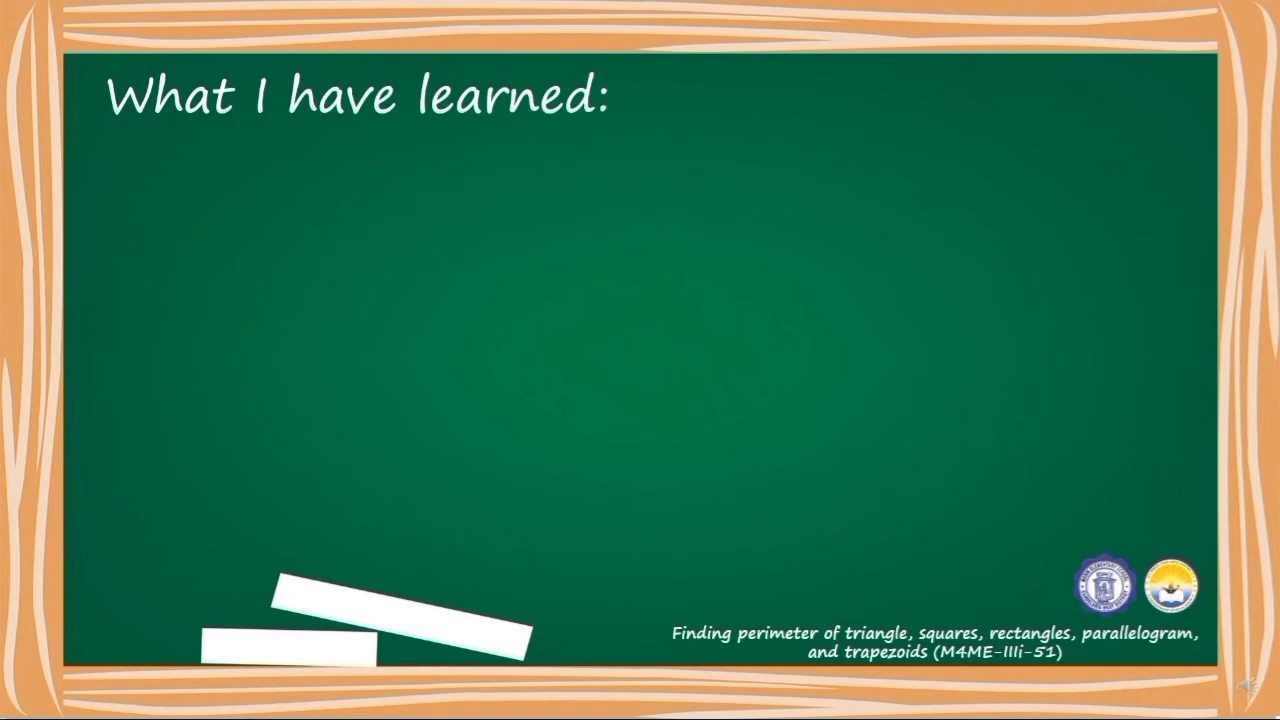 What I have learned:
Finding perimeter of triangle, squares, rectangles, parallelogram,
and trapezoids (M4ME-IIIi-51)